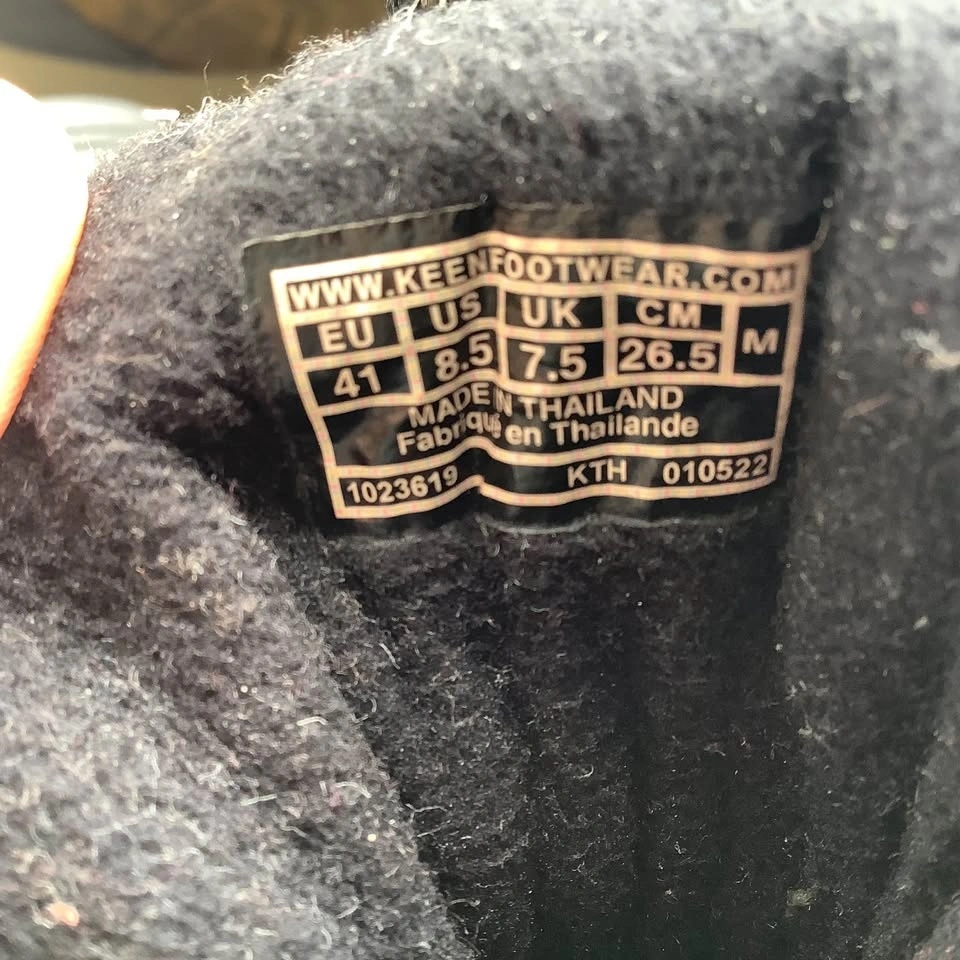 WWW.KEENFOOTWEAR.COM
EU US UK CM M
41 8.5 7.5 26.5
MADE IN THAILAND
Fabriqué en Thaïlande
1023619 KTH 010522